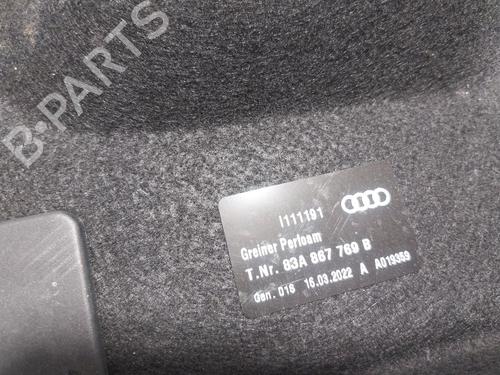 B-PARTS
I111191
Greiner Perfoam
T.Nr. 83A 867 769 B
Gen. 016 16.03.2022 A A019359